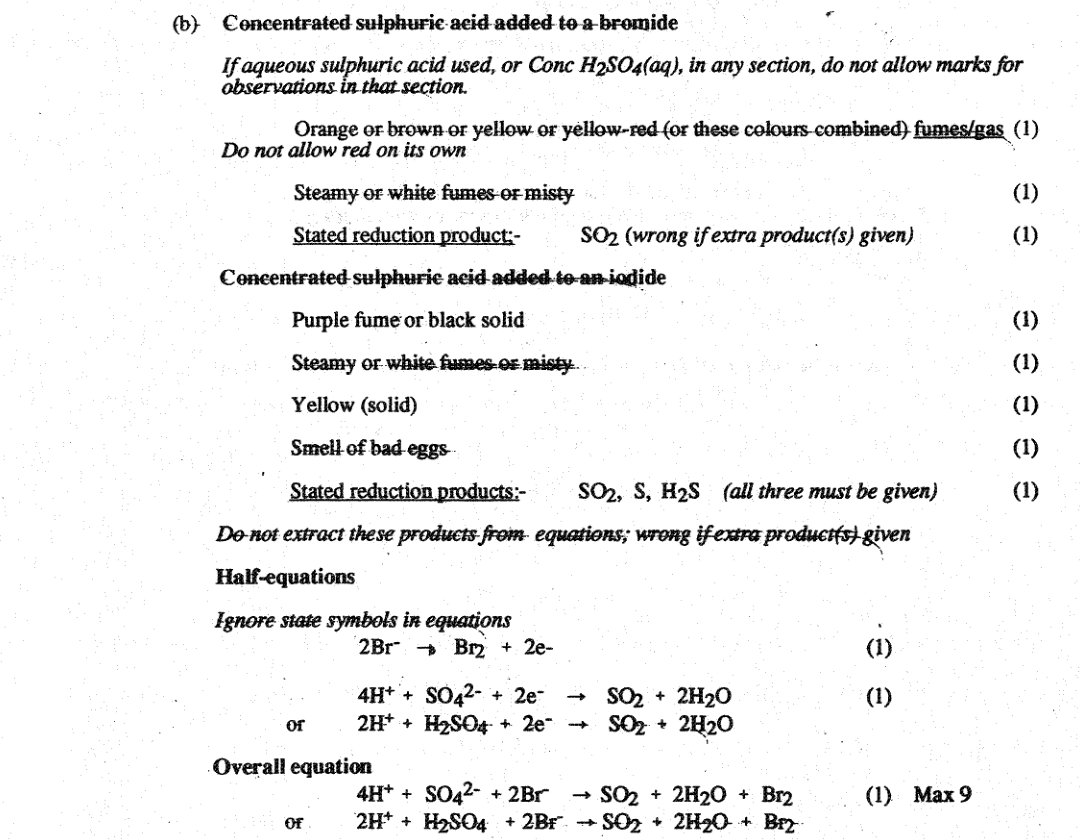 (b) Concentrated sulphuric acid added to a bromide
If aqueous sulphuric acid used, or Conc H₂SO₄(aq), in any section, do not allow marks for
observations in that section.
Orange or brown or yellow or yellow-red (or these colours combined) fumes/gas (1)
Do not allow red on its own
Steamy or white fumes or misty (1)
Stated reduction product:- SO₂ (wrong if extra product(s) given) (1)
Concentrated sulphuric acid added to an iodide
Purple fume or black solid (1)
Steamy or white fumes or misty (1)
Yellow (solid) (1)
Smell of bad eggs (1)
Stated reduction products:- SO₂, S, H₂S (all three must be given) (1)
Do not extract these products from equations; wrong if extra product(s) given
Half-equations
Ignore state symbols in equations
2Br⁻ → Br₂ + 2e- (1)
4H⁺ + SO₄²⁻ + 2e⁻ → SO₂ + 2H₂O (1)
or 2H⁺ + H₂SO₄ + 2e⁻ → SO₂ + 2H₂O
Overall equation
4H⁺ + SO₄²⁻ + 2Br⁻ → SO₂ + 2H₂O + Br₂ (1) Max 9
or 2H⁺ + H₂SO₄ + 2Br⁻ → SO₂ + 2H₂O + Br₂